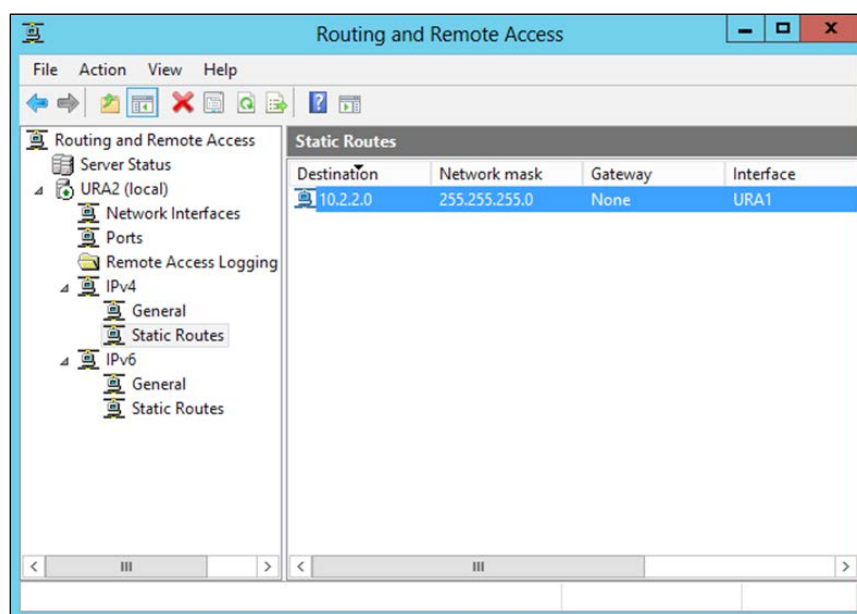 Routing and Remote Access
File Action View Help
Routing and Remote Access
Server Status
URA2 (local)
Network Interfaces
Ports
Remote Access Logging
IPv4
General
Static Routes
IPv6
General
Static Routes
Static Routes
Destination Network mask Gateway Interface
10.2.2.0 255.255.255.0 None URA1